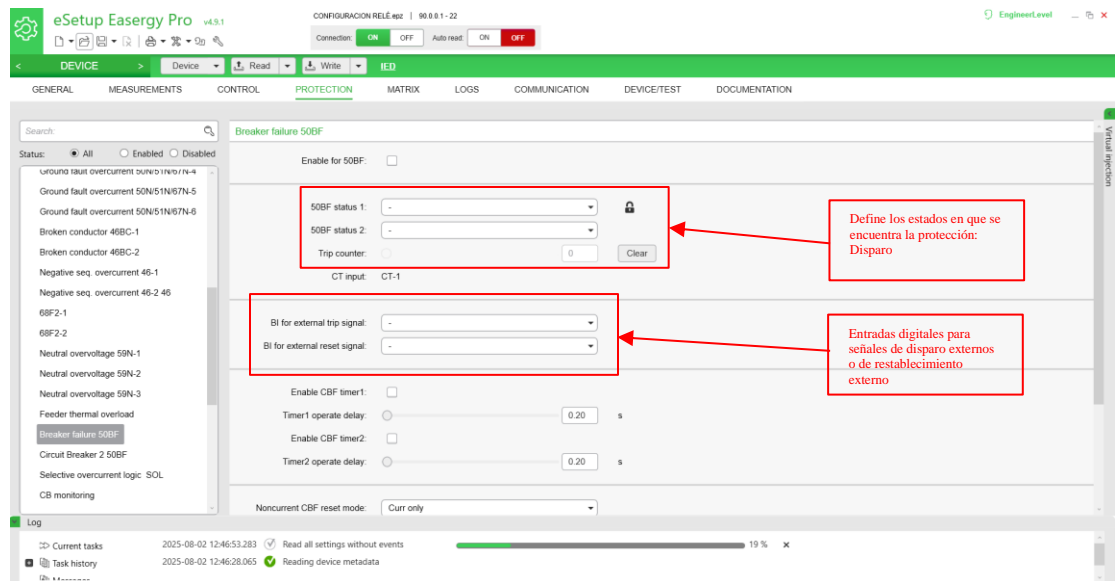 eSetup Easergy Pro v4.9.1
CONFIGURACION RELÉ.epz | 90.0.0.1 - 22
EngineerLevel
Connection: ON OFF Auto read: ON OFF
< DEVICE > Device Read Write IED
GENERAL MEASUREMENTS CONTROL PROTECTION MATRIX LOGS COMMUNICATION DEVICE/TEST DOCUMENTATION
Search:
Status: All Enabled Disabled
Ground fault overcurrent 50N/51N/67N-4
Ground fault overcurrent 50N/51N/67N-5
Ground fault overcurrent 50N/51N/67N-6
Broken conductor 46BC-1
Broken conductor 46BC-2
Negative seq. overcurrent 46-1
Negative seq. overcurrent 46-2 46
68F2-1
68F2-2
Neutral overvoltage 59N-1
Neutral overvoltage 59N-2
Neutral overvoltage 59N-3
Feeder thermal overload
Breaker failure 50BF
Circuit Breaker 2 50BF
Selective overcurrent logic SOL
CB monitoring
Breaker failure 50BF
Enable for 50BF:
50BF status 1: -
50BF status 2: -
Trip counter: 0 Clear
CT input: CT-1
BI for external trip signal: -
BI for external reset signal: -
Enable CBF timer1:
Timer1 operate delay: 0.20 s
Enable CBF timer2:
Timer2 operate delay: 0.20 s
Noncurrent CBF reset mode: Curr only
Define los estados en que se
encuentra la protección:
Disparo
Entradas digitales para
señales de disparo externos
o de restablecimiento
externo
Virtual injection
Log
Current tasks
Task history
Messages
2025-08-02 12:46:53.283 Read all settings without events 19 %
2025-08-02 12:46:28.065 Reading device metadata